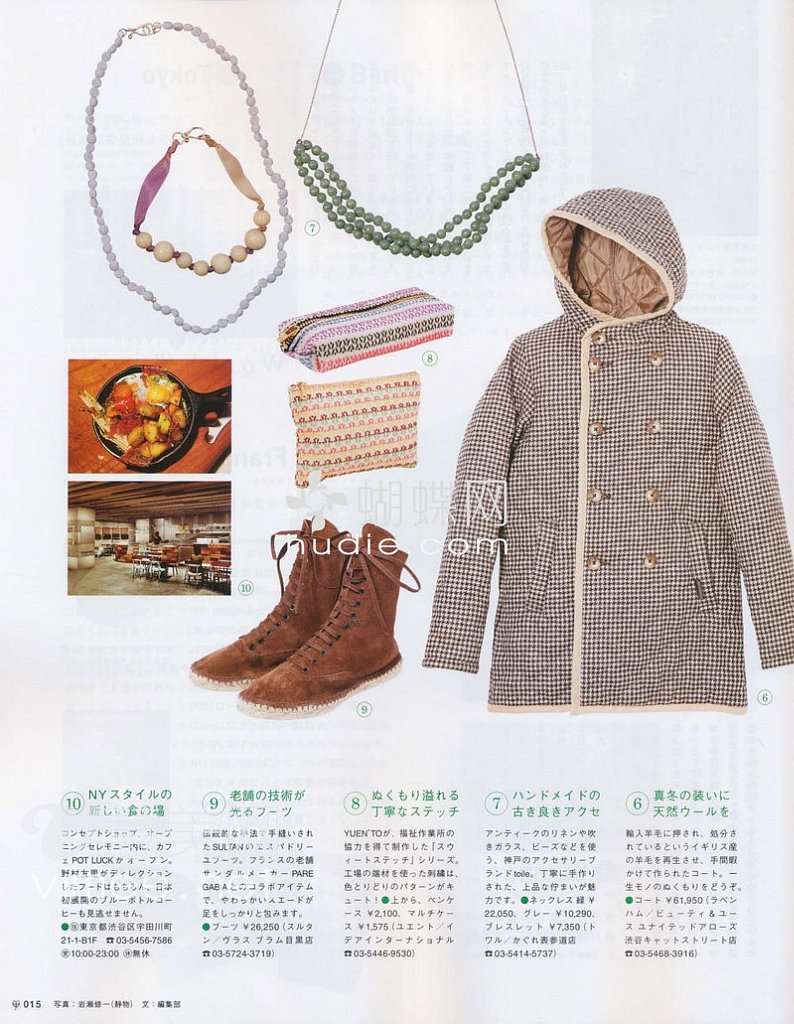 7
8
蝴蝶网
hudie.com
10
9
6
⑩ NYスタイルの
新しい食の場
コンセプトショップ、オープ
ニングセレモニー内に、カフ
ェPOT LUCKがオープン。
野村友里がディレクション
したフードはもちろん、日本
初展開のブルーボトルコー
ヒーも見逃せません。
●㊟東京都渋谷区宇田川町
21-1-B1F ☎03-5456-7586
㊠10:00-23:00 ㊡無休
⑨ 老舗の技術が
光るブーツ
伝統的な手法で手縫いされ
たSULTANのエスパドリー
ユブーツ。フランスの老舗
サンダルメーカーPARE
GABAとのコラボアイテム
で、やわらかいスエードが
足をしっかりと包みます。
●ブーツ ¥26,250(スルタ
ン/ヴラス ブラム目黒店
☎03-5724-3719)
⑧ ぬくもり溢れる
丁寧なステッチ
YUEN'TOが、福祉作業所の
協力を得て制作した「スウ
ィートステッチ」シリーズ。
工場の端材を使った刺繍は、
色とりどりのパターンがキ
ュート!●上から、ペンケ
ース ¥2,100、マルチケー
ス ¥1,575(ユエント/イ
デアインターナショナル
☎03-5446-9530)
⑦ ハンドメイドの
古き良きアクセ
アンティークのリネンや吹
きガラス、ビーズなどを使
う、神戸のアクセサリーブ
ランドtoile。丁寧に手作り
された、上品な佇まいが魅
力です。●ネックレス 緑 ¥
22,050、グレー ¥10,290、
ブレスレット ¥7,350(ト
ワル/かぐれ表参道店
☎03-5414-5737)
⑥ 真冬の装いに
天然ウールを
輸入羊毛に押され、処分さ
れているというイギリス産
の羊毛を再生させ、手間暇
かけて作られたコート。一
生モノのぬくもりをどうぞ。
●コート ¥61,950(ラベン
ハム/ビューティ&ユー
ス ユナイテッドアローズ
渋谷キャットストリート店
☎03-5468-3916)
015 写真:岩瀬修一(静物) 文:編集部